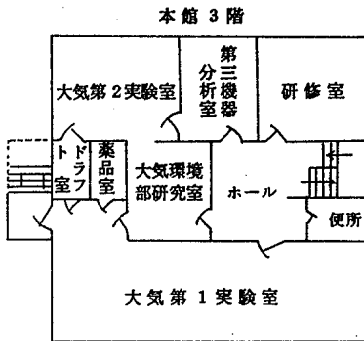 本館3階
大気第2実験室
第三機器
分析室
研修室
ドラフ
ト室
薬品室
大気環境
部研究室
ホール
便所
大気第1実験室